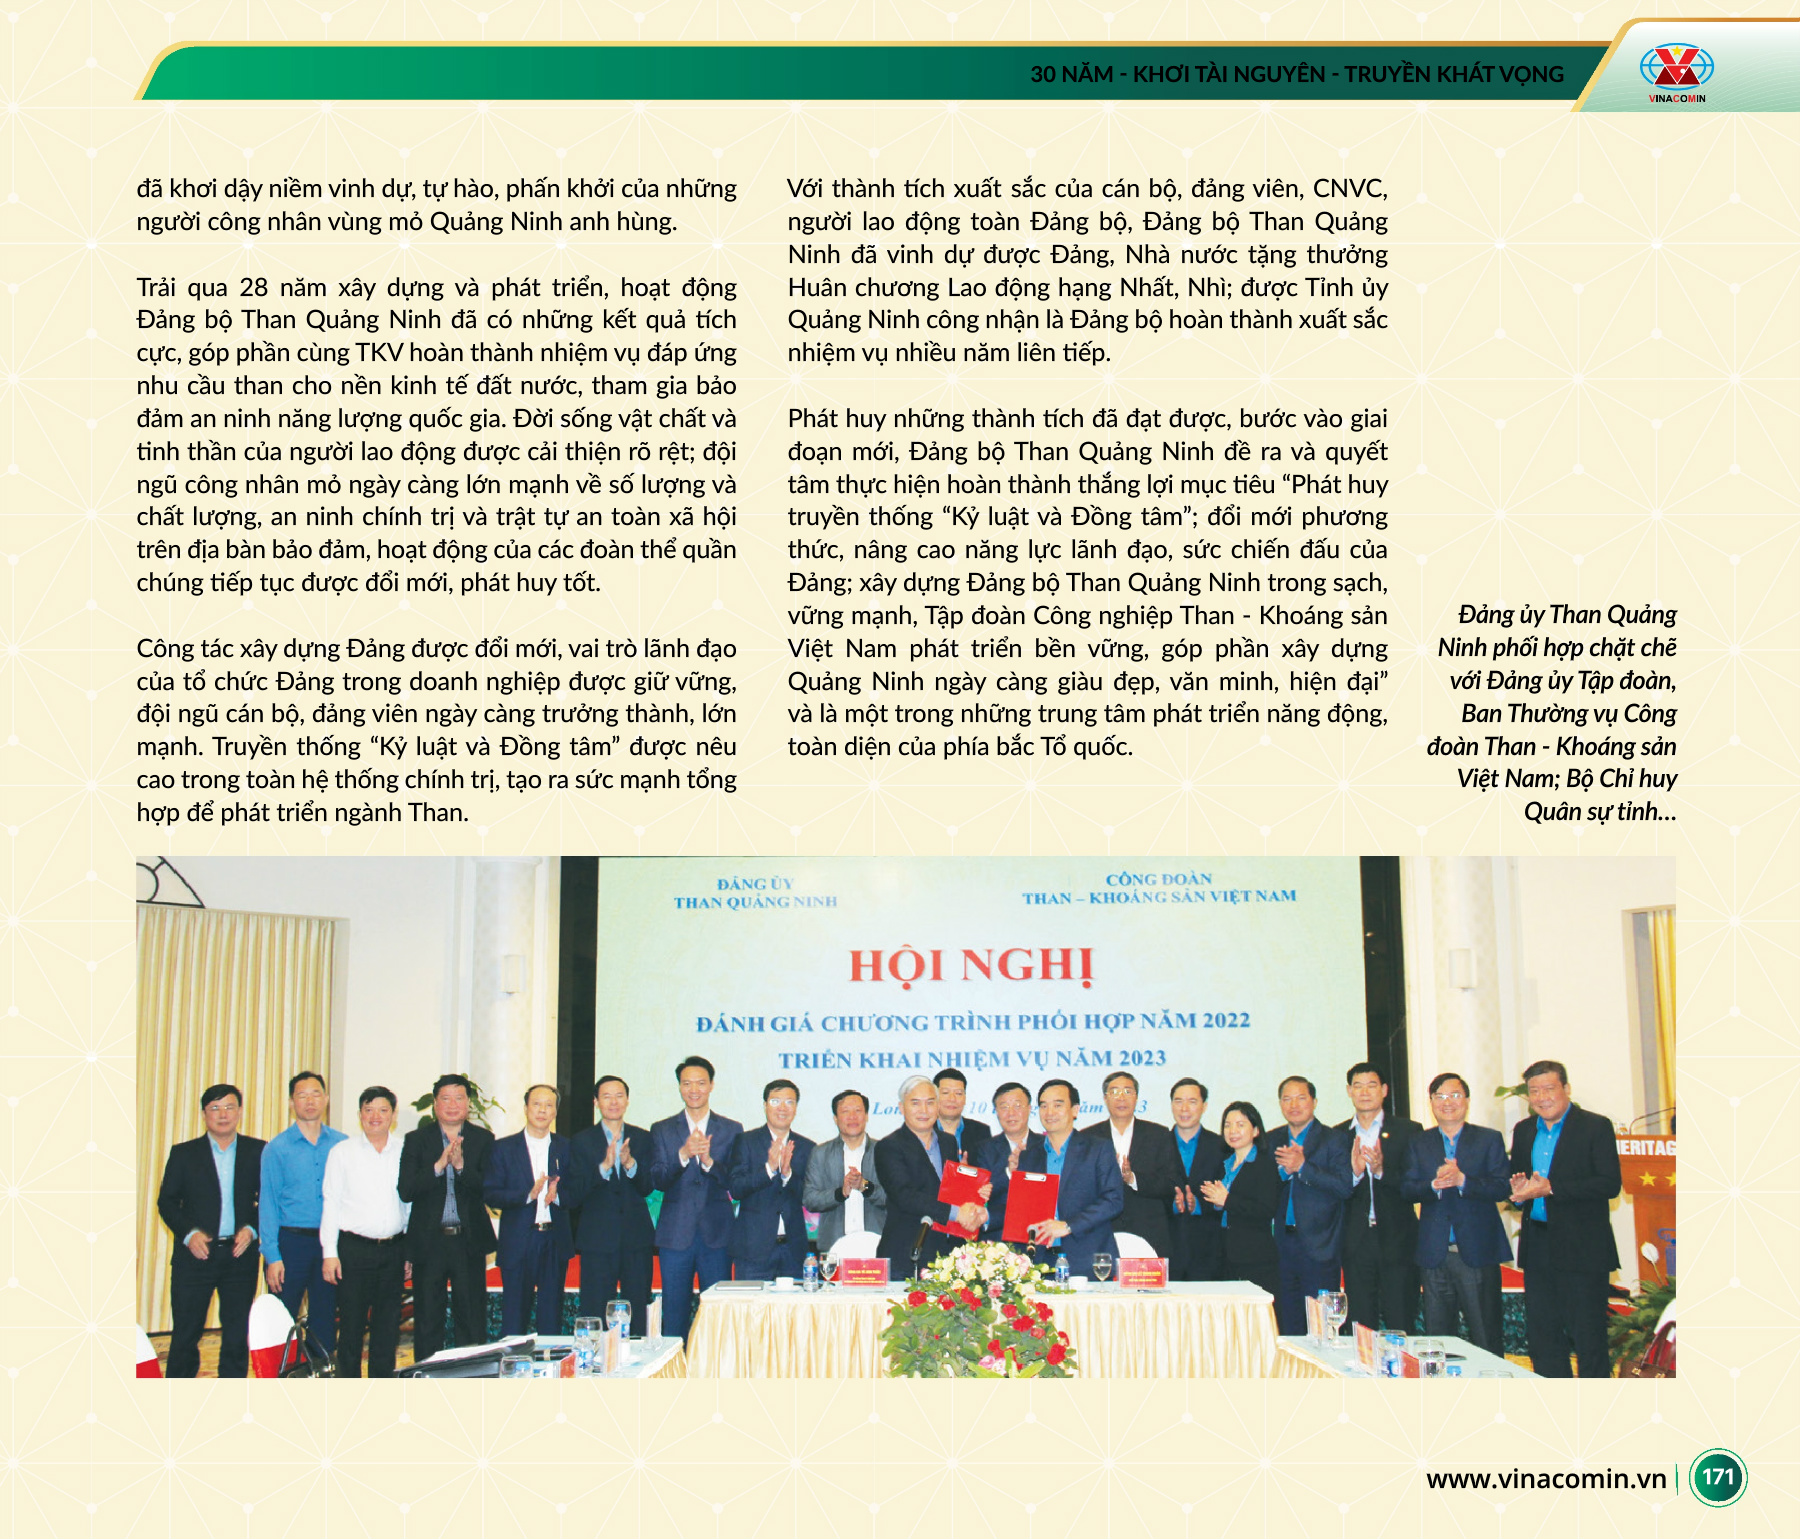 30 NĂM - KHƠI TÀI NGUYÊN - TRUYỀN KHÁT VỌNG
VINACOMIN
đã khơi dậy niềm vinh dự, tự hào, phấn khởi của những
người công nhân vùng mỏ Quảng Ninh anh hùng.
Trải qua 28 năm xây dựng và phát triển, hoạt động
Đảng bộ Than Quảng Ninh đã có những kết quả tích
cực, góp phần cùng TKV hoàn thành nhiệm vụ đáp ứng
nhu cầu than cho nền kinh tế đất nước, tham gia bảo
đảm an ninh năng lượng quốc gia. Đời sống vật chất và
tinh thần của người lao động được cải thiện rõ rệt; đội
ngũ công nhân mỏ ngày càng lớn mạnh về số lượng và
chất lượng, an ninh chính trị và trật tự an toàn xã hội
trên địa bàn bảo đảm, hoạt động của các đoàn thể quần
chúng tiếp tục được đổi mới, phát huy tốt.
Công tác xây dựng Đảng được đổi mới, vai trò lãnh đạo
của tổ chức Đảng trong doanh nghiệp được giữ vững,
đội ngũ cán bộ, đảng viên ngày càng trưởng thành, lớn
mạnh. Truyền thống “Kỷ luật và Đồng tâm” được nêu
cao trong toàn hệ thống chính trị, tạo ra sức mạnh tổng
hợp để phát triển ngành Than.
Với thành tích xuất sắc của cán bộ, đảng viên, CNVC,
người lao động toàn Đảng bộ, Đảng bộ Than Quảng
Ninh đã vinh dự được Đảng, Nhà nước tặng thưởng
Huân chương Lao động hạng Nhất, Nhì; được Tỉnh ủy
Quảng Ninh công nhận là Đảng bộ hoàn thành xuất sắc
nhiệm vụ nhiều năm liên tiếp.
Phát huy những thành tích đã đạt được, bước vào giai
đoạn mới, Đảng bộ Than Quảng Ninh đề ra và quyết
tâm thực hiện hoàn thành thắng lợi mục tiêu “Phát huy
truyền thống “Kỷ luật và Đồng tâm”; đổi mới phương
thức, nâng cao năng lực lãnh đạo, sức chiến đấu của
Đảng; xây dựng Đảng bộ Than Quảng Ninh trong sạch,
vững mạnh, Tập đoàn Công nghiệp Than - Khoáng sản
Việt Nam phát triển bền vững, góp phần xây dựng
Quảng Ninh ngày càng giàu đẹp, văn minh, hiện đại”
và là một trong những trung tâm phát triển năng động,
toàn diện của phía bắc Tổ quốc.
Đảng ủy Than Quảng
Ninh phối hợp chặt chẽ
với Đảng ủy Tập đoàn,
Ban Thường vụ Công
đoàn Than - Khoáng sản
Việt Nam; Bộ Chỉ huy
Quân sự tỉnh...
ĐẢNG ỦY
THAN QUẢNG NINH
CÔNG ĐOÀN
THAN – KHOÁNG SẢN VIỆT NAM
HỘI NGHỊ
ĐÁNH GIÁ CHƯƠNG TRÌNH PHỐI HỢP NĂM 2022
TRIỂN KHAI NHIỆM VỤ NĂM 2023
10
HERITAG
www.vinacomin.vn
171